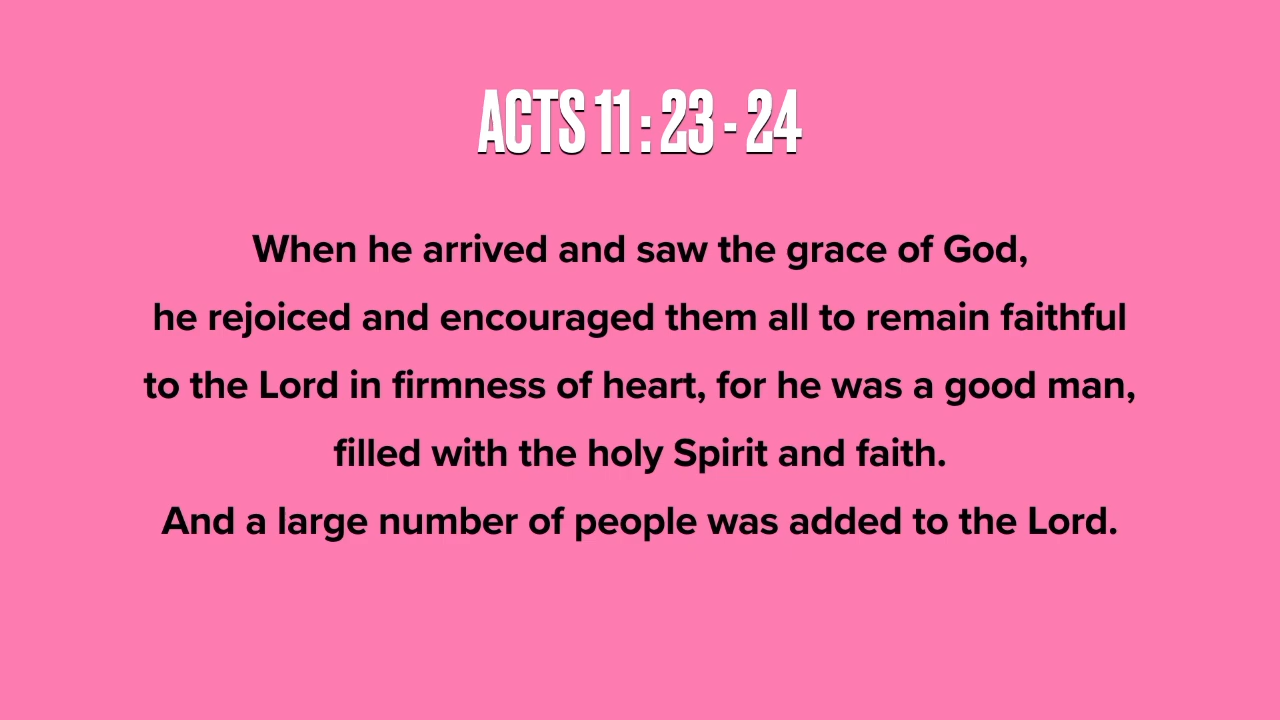 ACTS 11 : 23 - 24
When he arrived and saw the grace of God,
he rejoiced and encouraged them all to remain faithful
to the Lord in firmness of heart, for he was a good man,
filled with the holy Spirit and faith.
And a large number of people was added to the Lord.